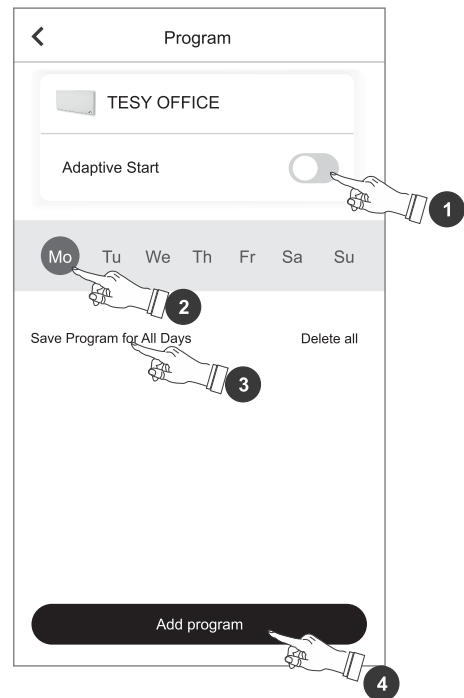 Program
TESY OFFICE
Adaptive Start
1
Mo Tu We Th Fr Sa Su
2
Save Program for All Days Delete all
3
Add program
4